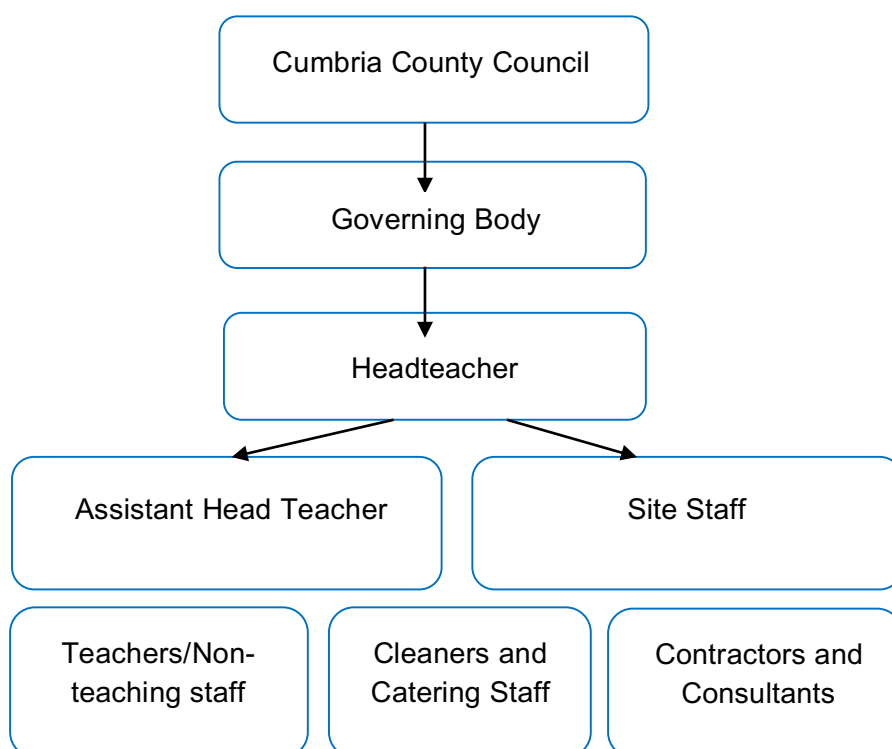 Cumbria County Council
Governing Body
Headteacher
Assistant Head Teacher
Site Staff
Teachers/Non-
teaching staff
Cleaners and
Catering Staff
Contractors and
Consultants